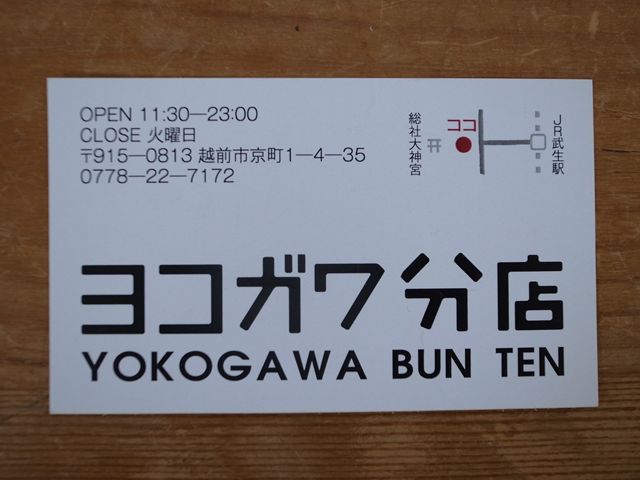 OPEN 11:30—23:00
CLOSE 火曜日
〒915—0813 越前市京町1—4—35
0778—22—7172
総社大神宮
ココ
JR武生駅
ヨコガワ分店
YOKOGAWA BUN TEN